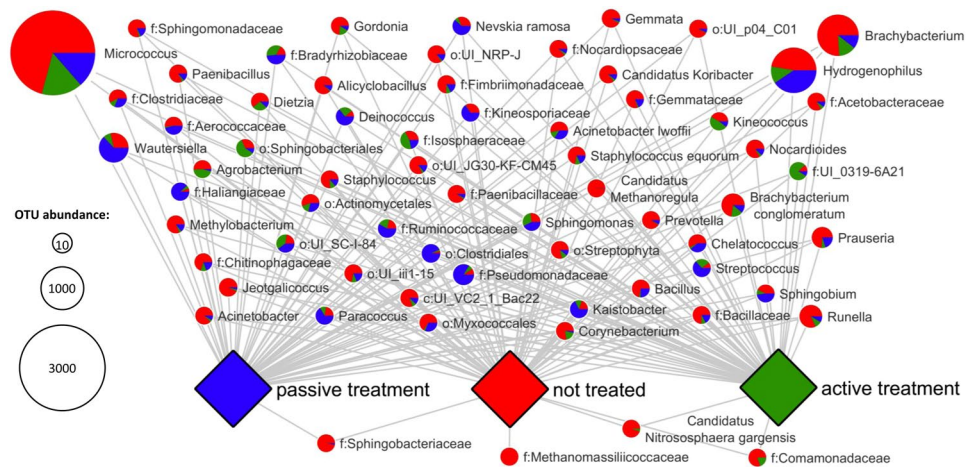 f:Sphingomonadaceae
Gordonia
Nevskia ramosa
Gemmata
o:UI_p04_C01
Micrococcus
f:Bradyrhizobiaceae
o:UI_NRP-J
f:Nocardiopsaceae
Brachybacterium
Paenibacillus
Alicyclobacillus
f:Fimbriimonadaceae
Candidatus Koribacter
Hydrogenophilus
f:Clostridiaceae
Dietzia
Deinococcus
f:Kineosporiaceae
f:Gemmataceae
f:Acetobacteraceae
f:Aerococcaceae
Acinetobacter lwoffii
Kineococcus
Wautersiella
o:Sphingobacteriales
f:Isosphaeraceae
Staphylococcus equorum
Nocardioides
Agrobacterium
Staphylococcus
o:UI_JG30-KF-CM45
f:UI_0319-6A21
f:Haliangiaceae
o:Actinomycetales
f:Paenibacillaceae
Candidatus
Methanoregula
Brachybacterium
conglomeratum
OTU abundance:
10
1000
3000
Methylobacterium
f:Ruminococcaceae
Sphingomonas
Prevotella
o:UI_SC-I-84
o:Clostridiales
o:Streptophyta
Chelatococcus
Prauseria
f:Chitinophagaceae
o:UI_iii1-15
f:Pseudomonadaceae
Streptococcus
Jeotgalicoccus
c:UI_VC2_1_Bac22
Bacillus
Sphingobium
Acinetobacter
Paracoccus
o:Myxococcales
Kaistobacter
f:Bacillaceae
Runella
Corynebacterium
passive treatment
not treated
active treatment
f:Sphingobacteriaceae
f:Methanomassiliicoccaceae
Candidatus
Nitrososphaera gargensis
f:Comamonadaceae